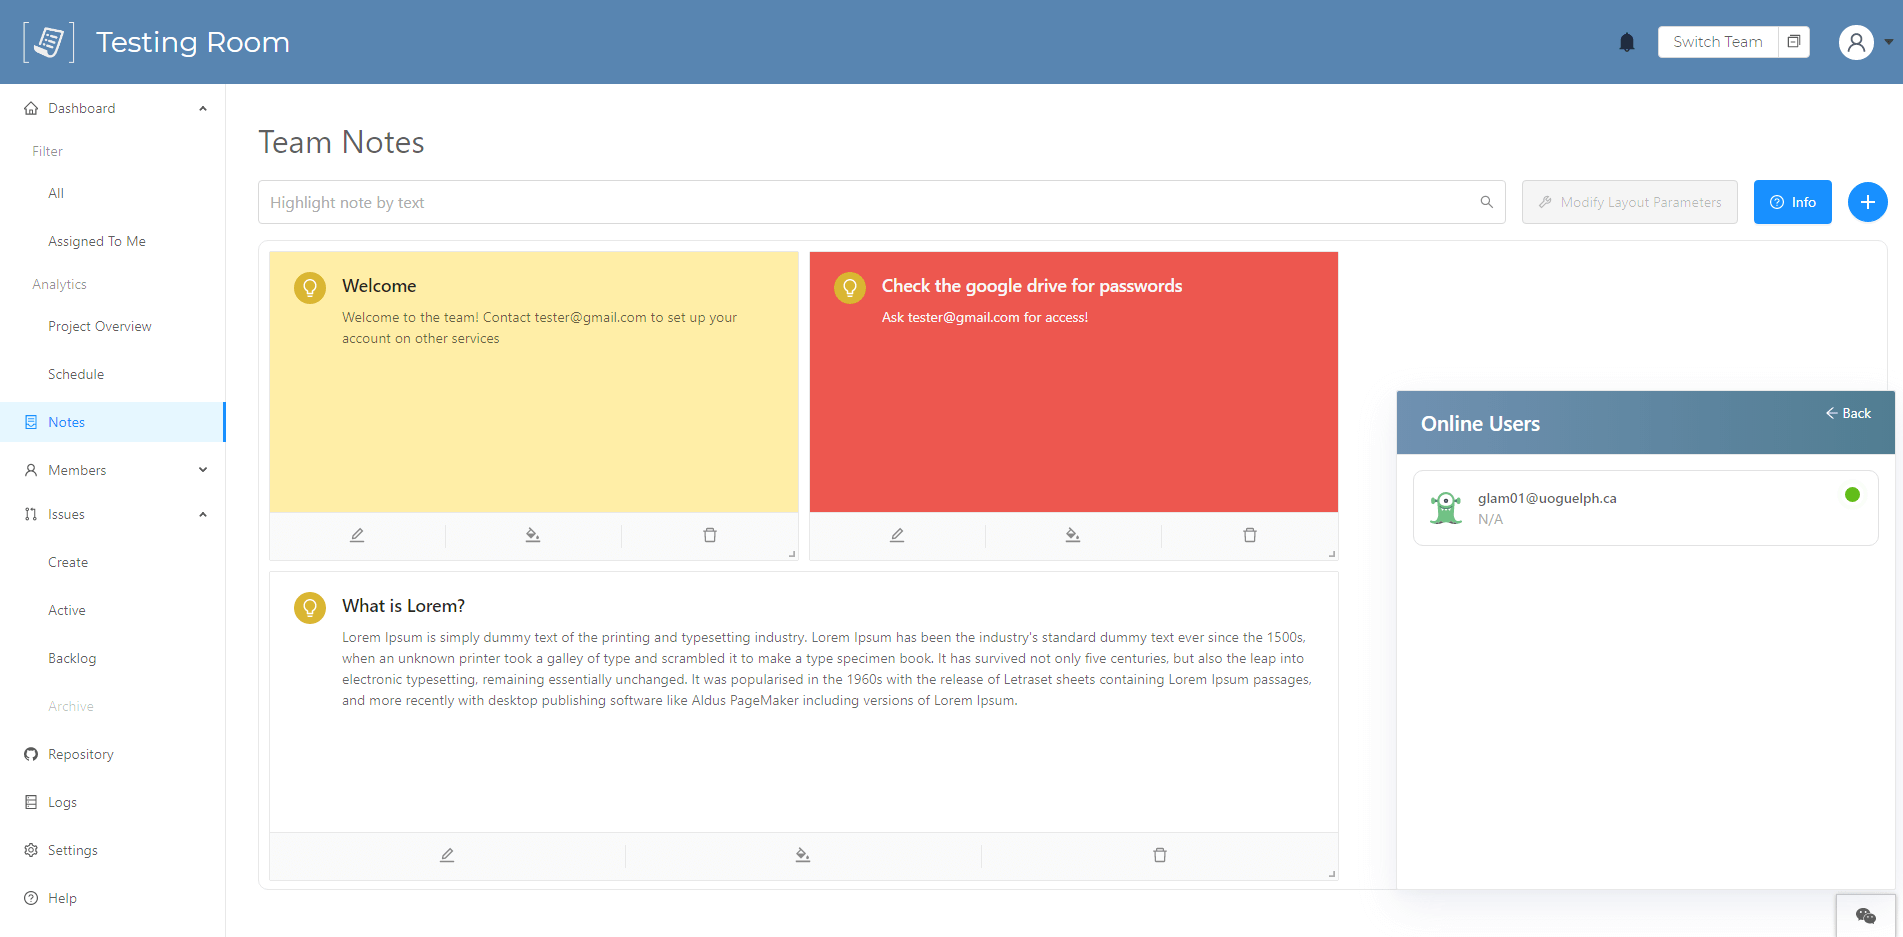 Testing Room
Switch Team
Dashboard
Filter
All
Assigned To Me
Analytics
Project Overview
Schedule
Notes
Members
Issues
Create
Active
Backlog
Archive
Repository
Logs
Settings
Help
Team Notes
Highlight note by text
Modify Layout Parameters
Info
Welcome
Welcome to the team! Contact tester@gmail.com to set up your
account on other services
Check the google drive for passwords
Ask tester@gmail.com for access!
What is Lorem?
Lorem Ipsum is simply dummy text of the printing and typesetting industry. Lorem Ipsum has been the industry's standard dummy text ever since the 1500s,
when an unknown printer took a galley of type and scrambled it to make a type specimen book. It has survived not only five centuries, but also the leap into
electronic typesetting, remaining essentially unchanged. It was popularised in the 1960s with the release of Letraset sheets containing Lorem Ipsum passages,
and more recently with desktop publishing software like Aldus PageMaker including versions of Lorem Ipsum.
Online Users
Back
glam01@uoguelph.ca
N/A